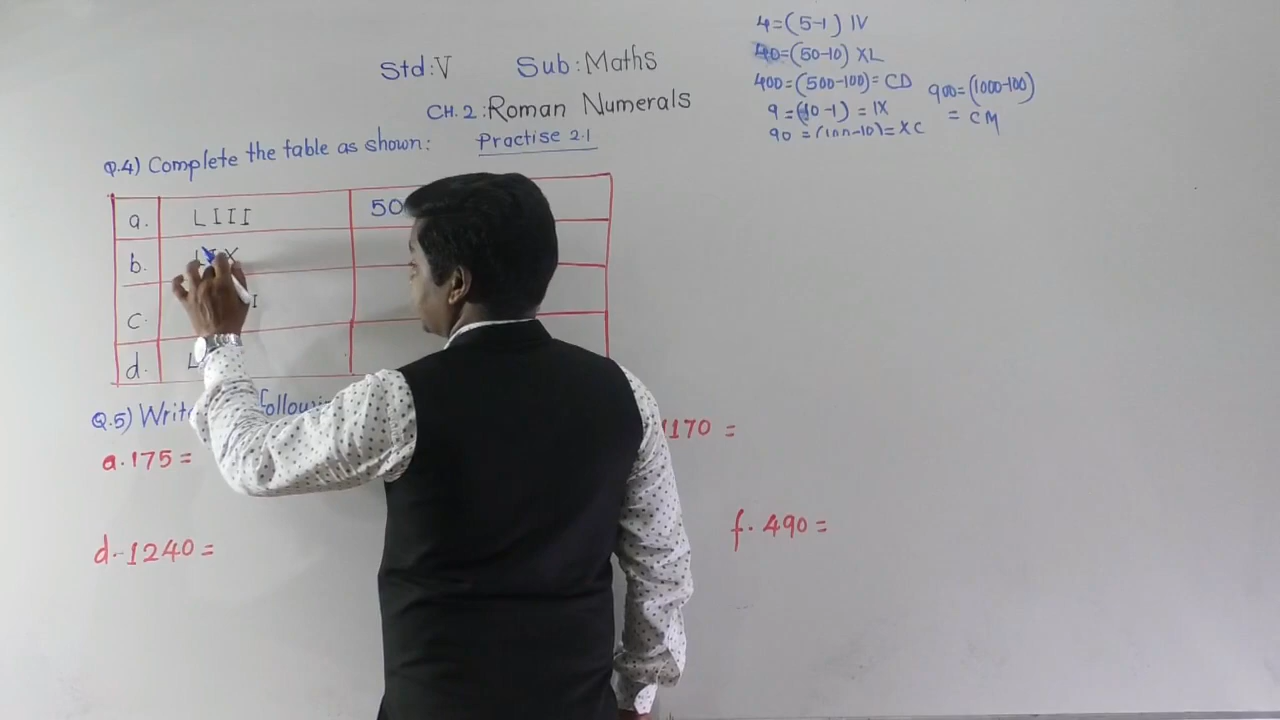 4=(5-1) IV
40=(50-10) XL
400=(500-100)= CD
9=(10-1)=IX
90=(100-10)=XC
900=(1000-100)
= CM
Std:V Sub:Maths
CH.2:Roman Numerals
Practise 2.1
Q.4) Complete the table as shown:
a. LIII 50
b.
c. I
d. L
Q.5) Write following
a.175= 1170 =
d.1240= f.490=